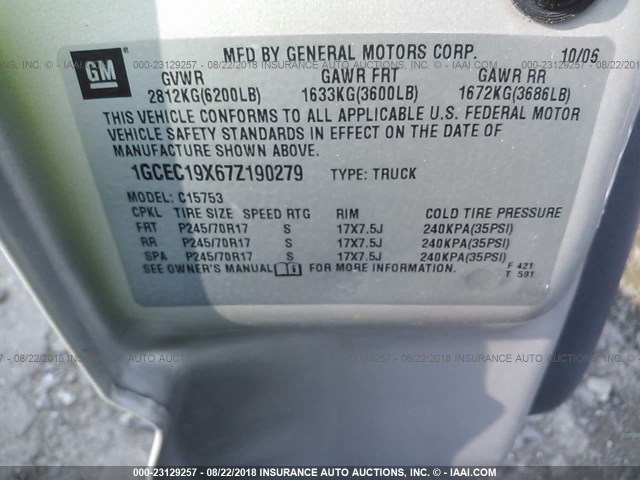 GM
MFD BY GENERAL MOTORS CORP. 10/06
000-23129257 - 08/22/2018 INSURANCE AUTO AUCTIONS, INC. - IAAI.COM
GVWR GAWR FRT GAWR RR
2812KG(6200LB) 1633KG(3600LB) 1672KG(3686LB)
THIS VEHICLE CONFORMS TO ALL APPLICABLE U.S. FEDERAL MOTOR
VEHICLE SAFETY STANDARDS IN EFFECT ON THE DATE OF
MANUFACTURE SHOWN ABOVE.
1GCEC19X67Z190279 TYPE: TRUCK
MODEL: C15753
CPKL TIRE SIZE SPEED RTG RIM COLD TIRE PRESSURE
FRT P245/70R17 S 17X7.5J 240KPA(35PSI)
RR P245/70R17 S 17X7.5J 240KPA(35PSI)
SPA P245/70R17 S 17X7.5J 240KPA(35PSI)
SEE OWNER'S MANUAL FOR MORE INFORMATION. F 421
T 591
000-23129257 - 08/22/2018 INSURANCE AUTO AUCTIONS, INC. - IAAI.COM